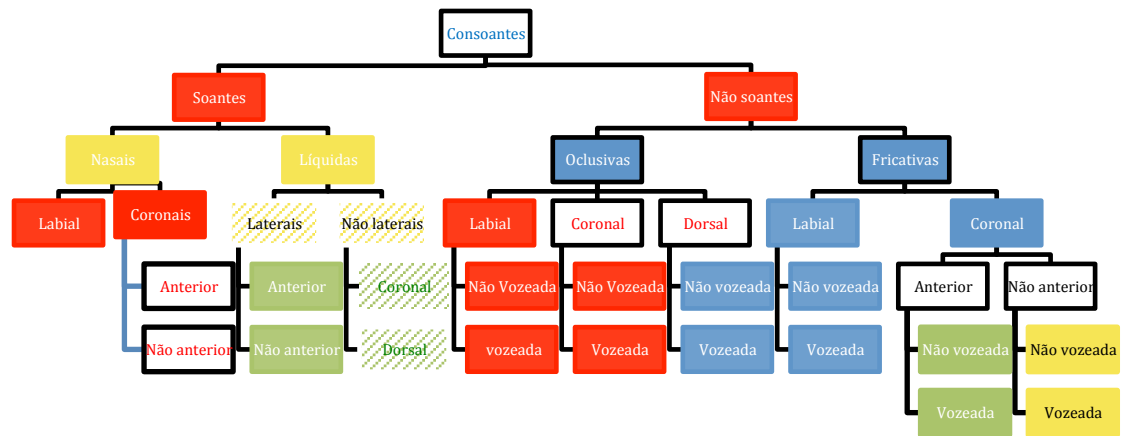 Consoantes
Soantes
Não soantes
Nasais
Líquidas
Oclusivas
Fricativas
Labial
Coronais
Laterais
Não laterais
Labial
Coronal
Dorsal
Labial
Coronal
Anterior
Anterior
Coronal
Não Vozeada
Não Vozeada
Não vozeada
Não vozeada
Anterior
Não anterior
Não anterior
Não anterior
Dorsal
vozeada
Vozeada
Vozeada
Vozeada
Não vozeada
Não vozeada
Vozeada
Vozeada